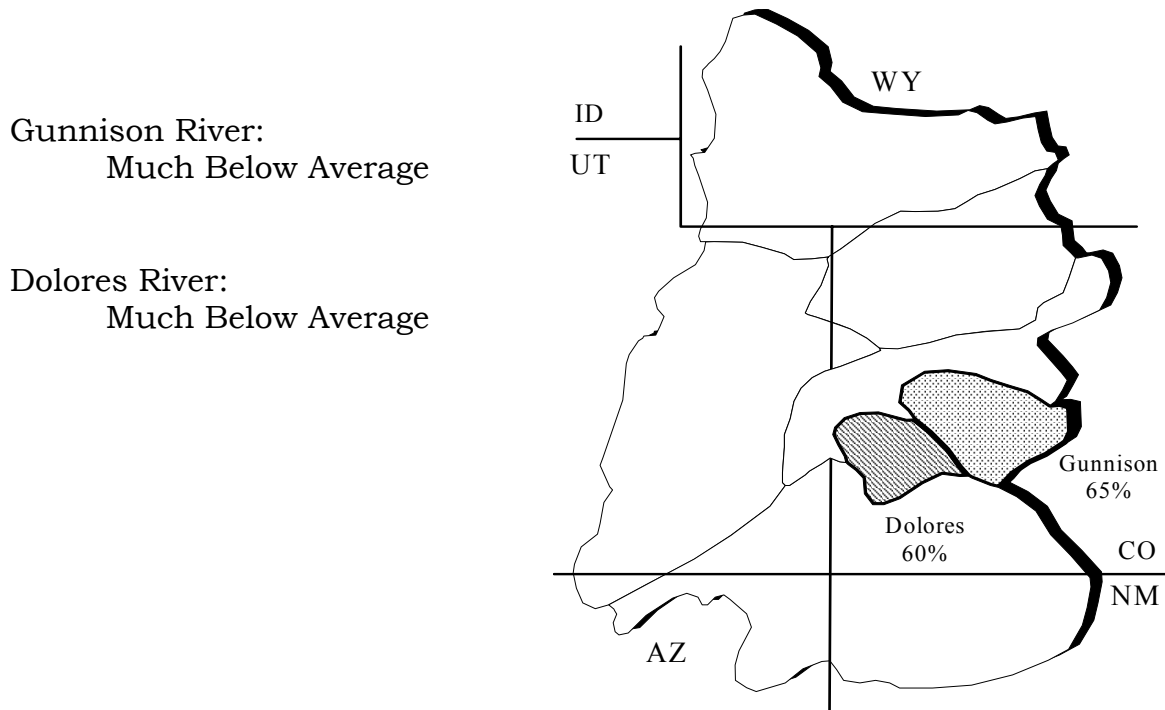 Gunnison River:
Much Below Average
Dolores River:
Much Below Average
WY
ID
UT
Gunnison
65%
Dolores
60%
CO
NM
AZ